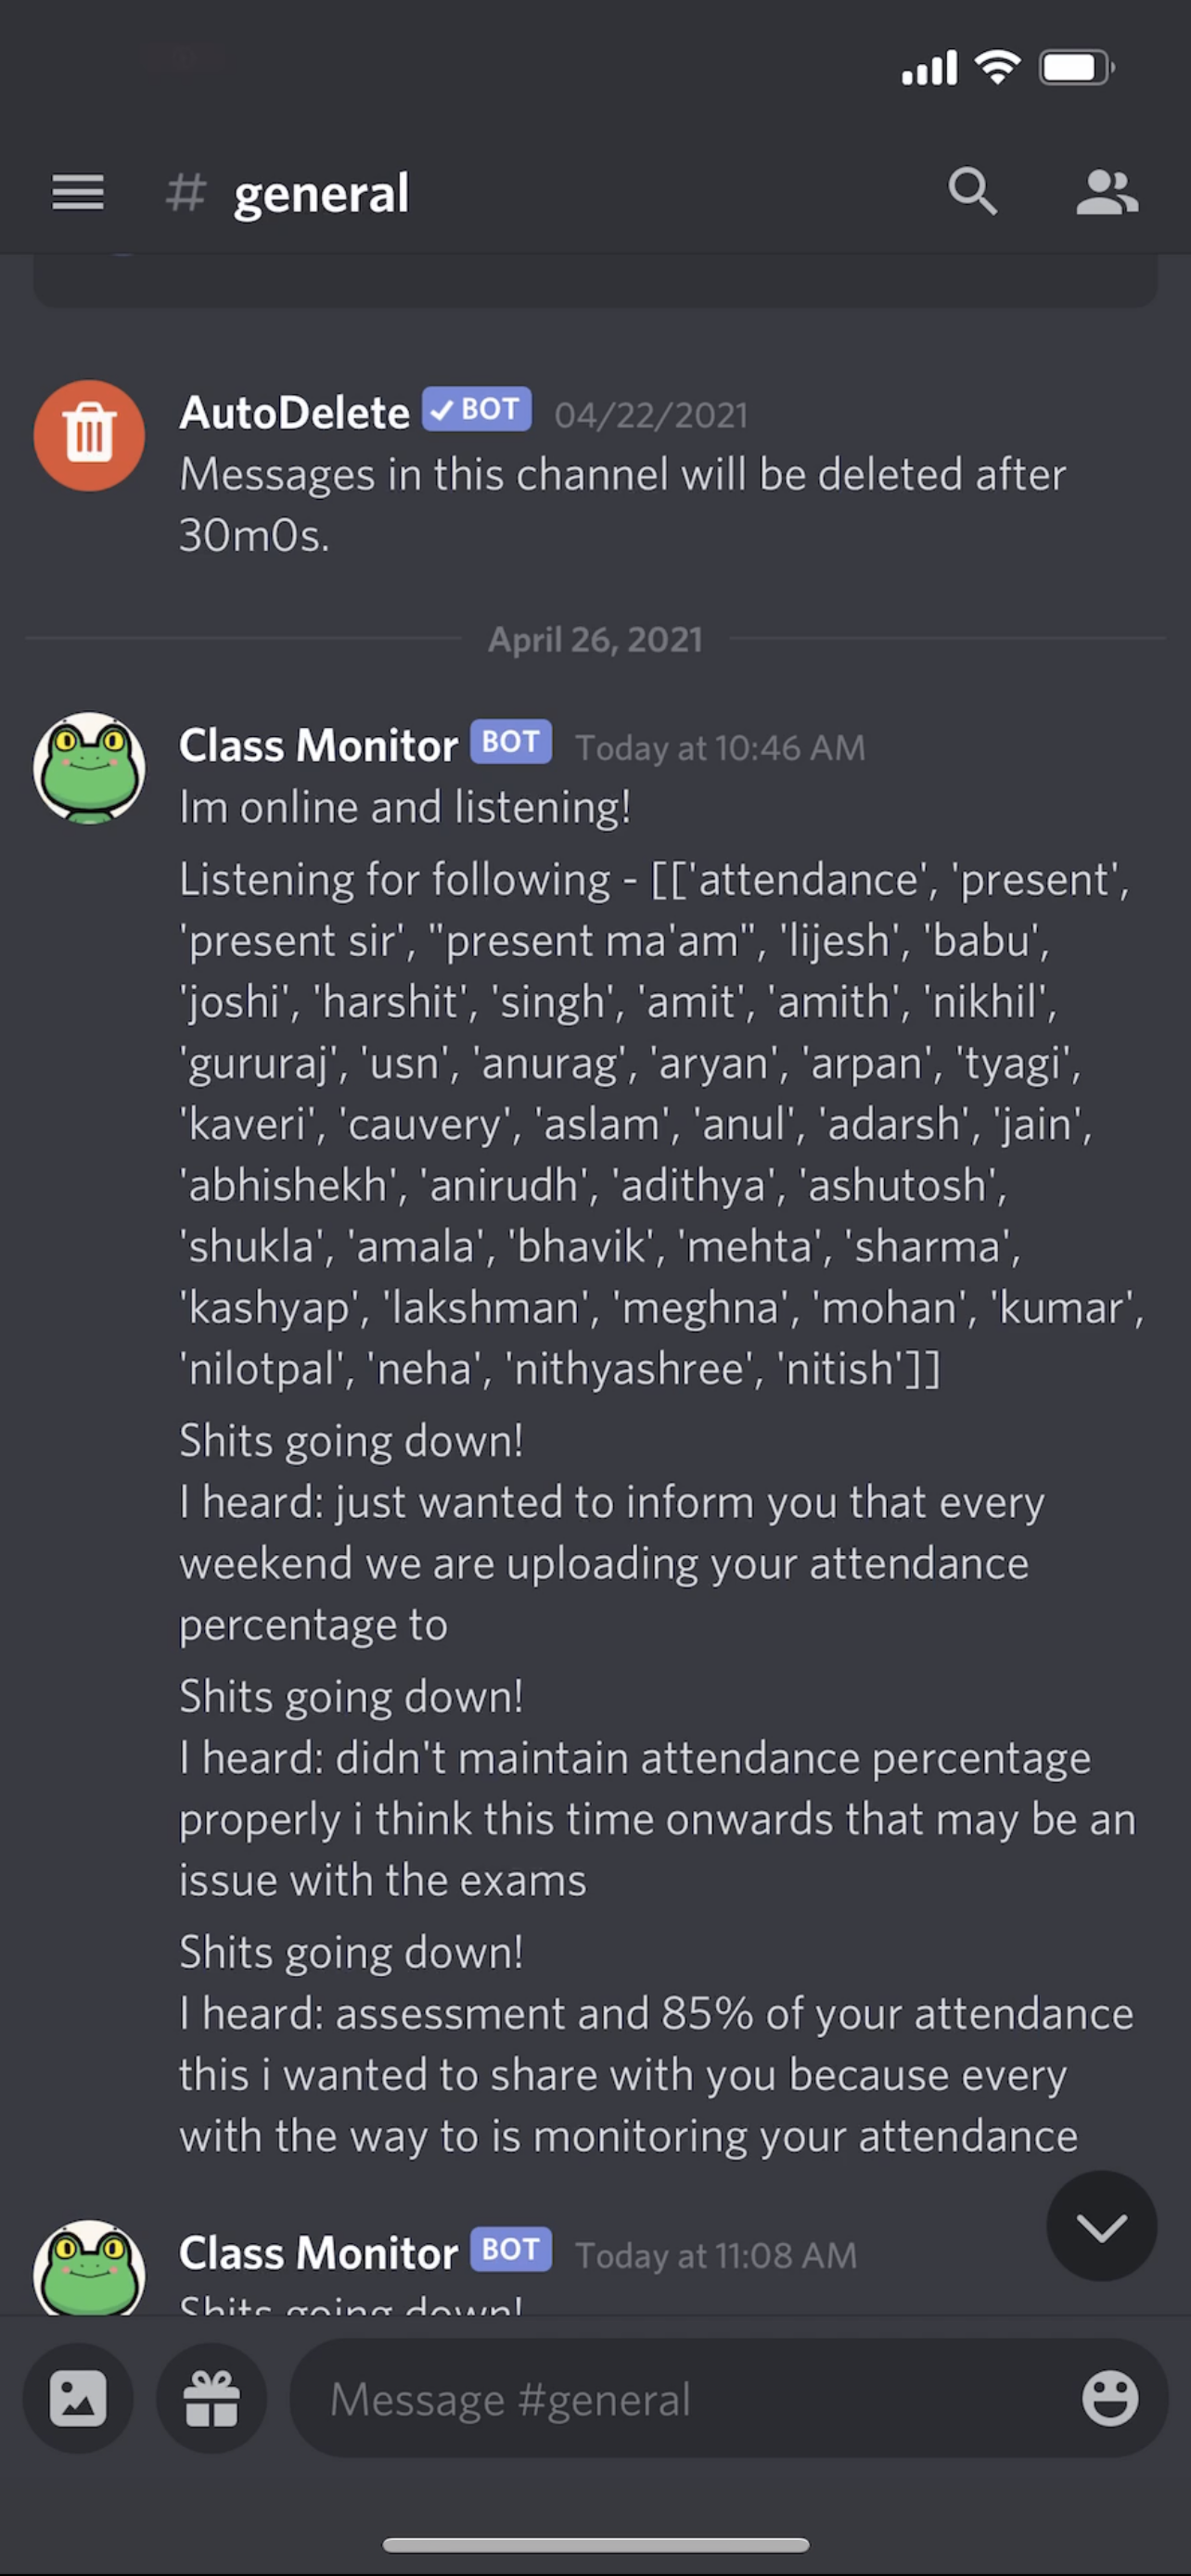 # general
AutoDelete ✓ BOT 04/22/2021
Messages in this channel will be deleted after
30m0s.
April 26, 2021
Class Monitor BOT Today at 10:46 AM
Im online and listening!
Listening for following - [['attendance', 'present',
'present sir', "present ma'am", 'lijesh', 'babu',
'joshi', 'harshit', 'singh', 'amit', 'amith', 'nikhil',
'gururaj', 'usn', 'anurag', 'aryan', 'arpan', 'tyagi',
'kaveri', 'cauvery', 'aslam', 'anul', 'adarsh', 'jain',
'abhishekh', 'anirudh', 'adithya', 'ashutosh',
'shukla', 'amala', 'bhavik', 'mehta', 'sharma',
'kashyap', 'lakshman', 'meghna', 'mohan', 'kumar',
'nilotpal', 'neha', 'nithyashree', 'nitish']]
Shits going down!
I heard: just wanted to inform you that every
weekend we are uploading your attendance
percentage to
Shits going down!
I heard: didn't maintain attendance percentage
properly i think this time onwards that may be an
issue with the exams
Shits going down!
I heard: assessment and 85% of your attendance
this i wanted to share with you because every
with the way to is monitoring your attendance
Class Monitor BOT Today at 11:08 AM
Shits going down!
Message #general